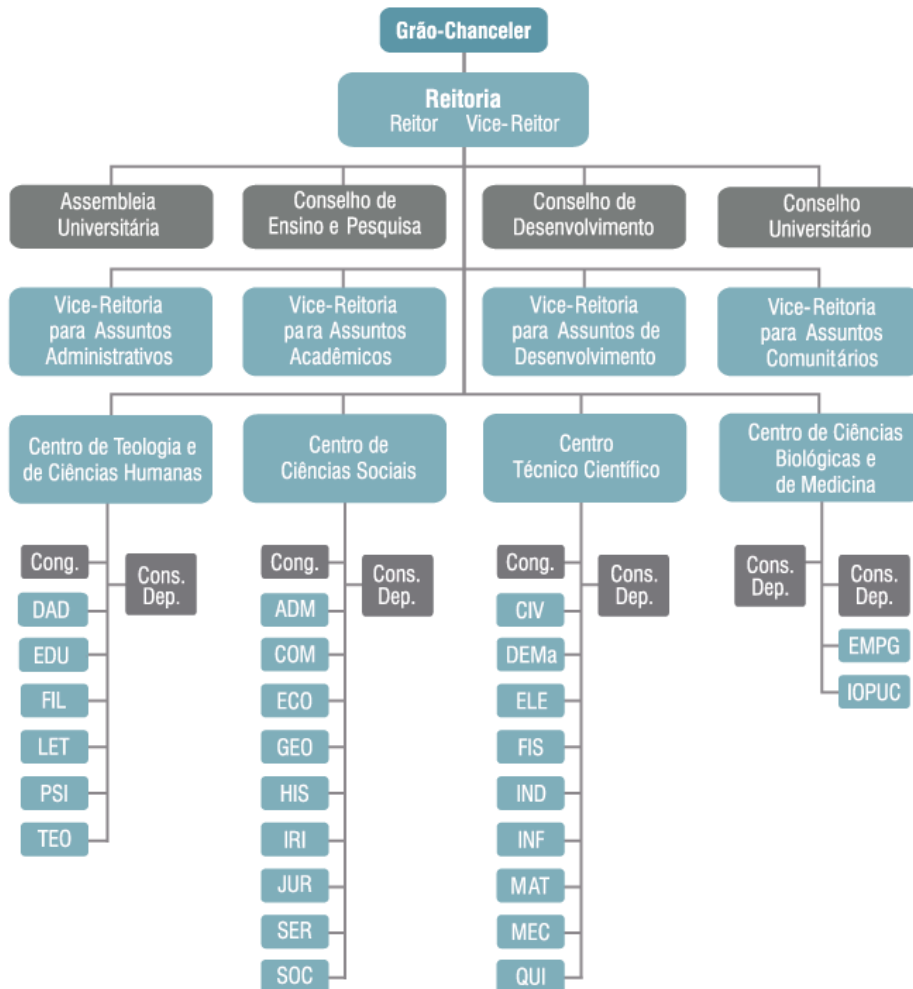 Grão-Chanceler
Reitoria
Reitor Vice-Reitor
Assembleia
Universitária
Conselho de
Ensino e Pesquisa
Conselho de
Desenvolvimento
Conselho
Universitário
Vice-Reitoria
para Assuntos
Administrativos
Vice-Reitoria
para Assuntos
Acadêmicos
Vice-Reitoria
para Assuntos de
Desenvolvimento
Vice-Reitoria
para Assuntos
Comunitários
Centro de Teologia e
de Ciências Humanas
Centro de
Ciências Sociais
Centro
Técnico Científico
Centro de Ciências
Biológicas e
de Medicina
Cong.
Cons.
Dep.
DAD
EDU
FIL
LET
PSI
TEO
Cong.
Cons.
Dep.
ADM
COM
ECO
GEO
HIS
IRI
JUR
SER
SOC
Cong.
Cons.
Dep.
CIV
DEMa
ELE
FIS
IND
INF
MAT
MEC
QUI
Cons.
Dep.
Cons.
Dep.
EMPG
IOPUC